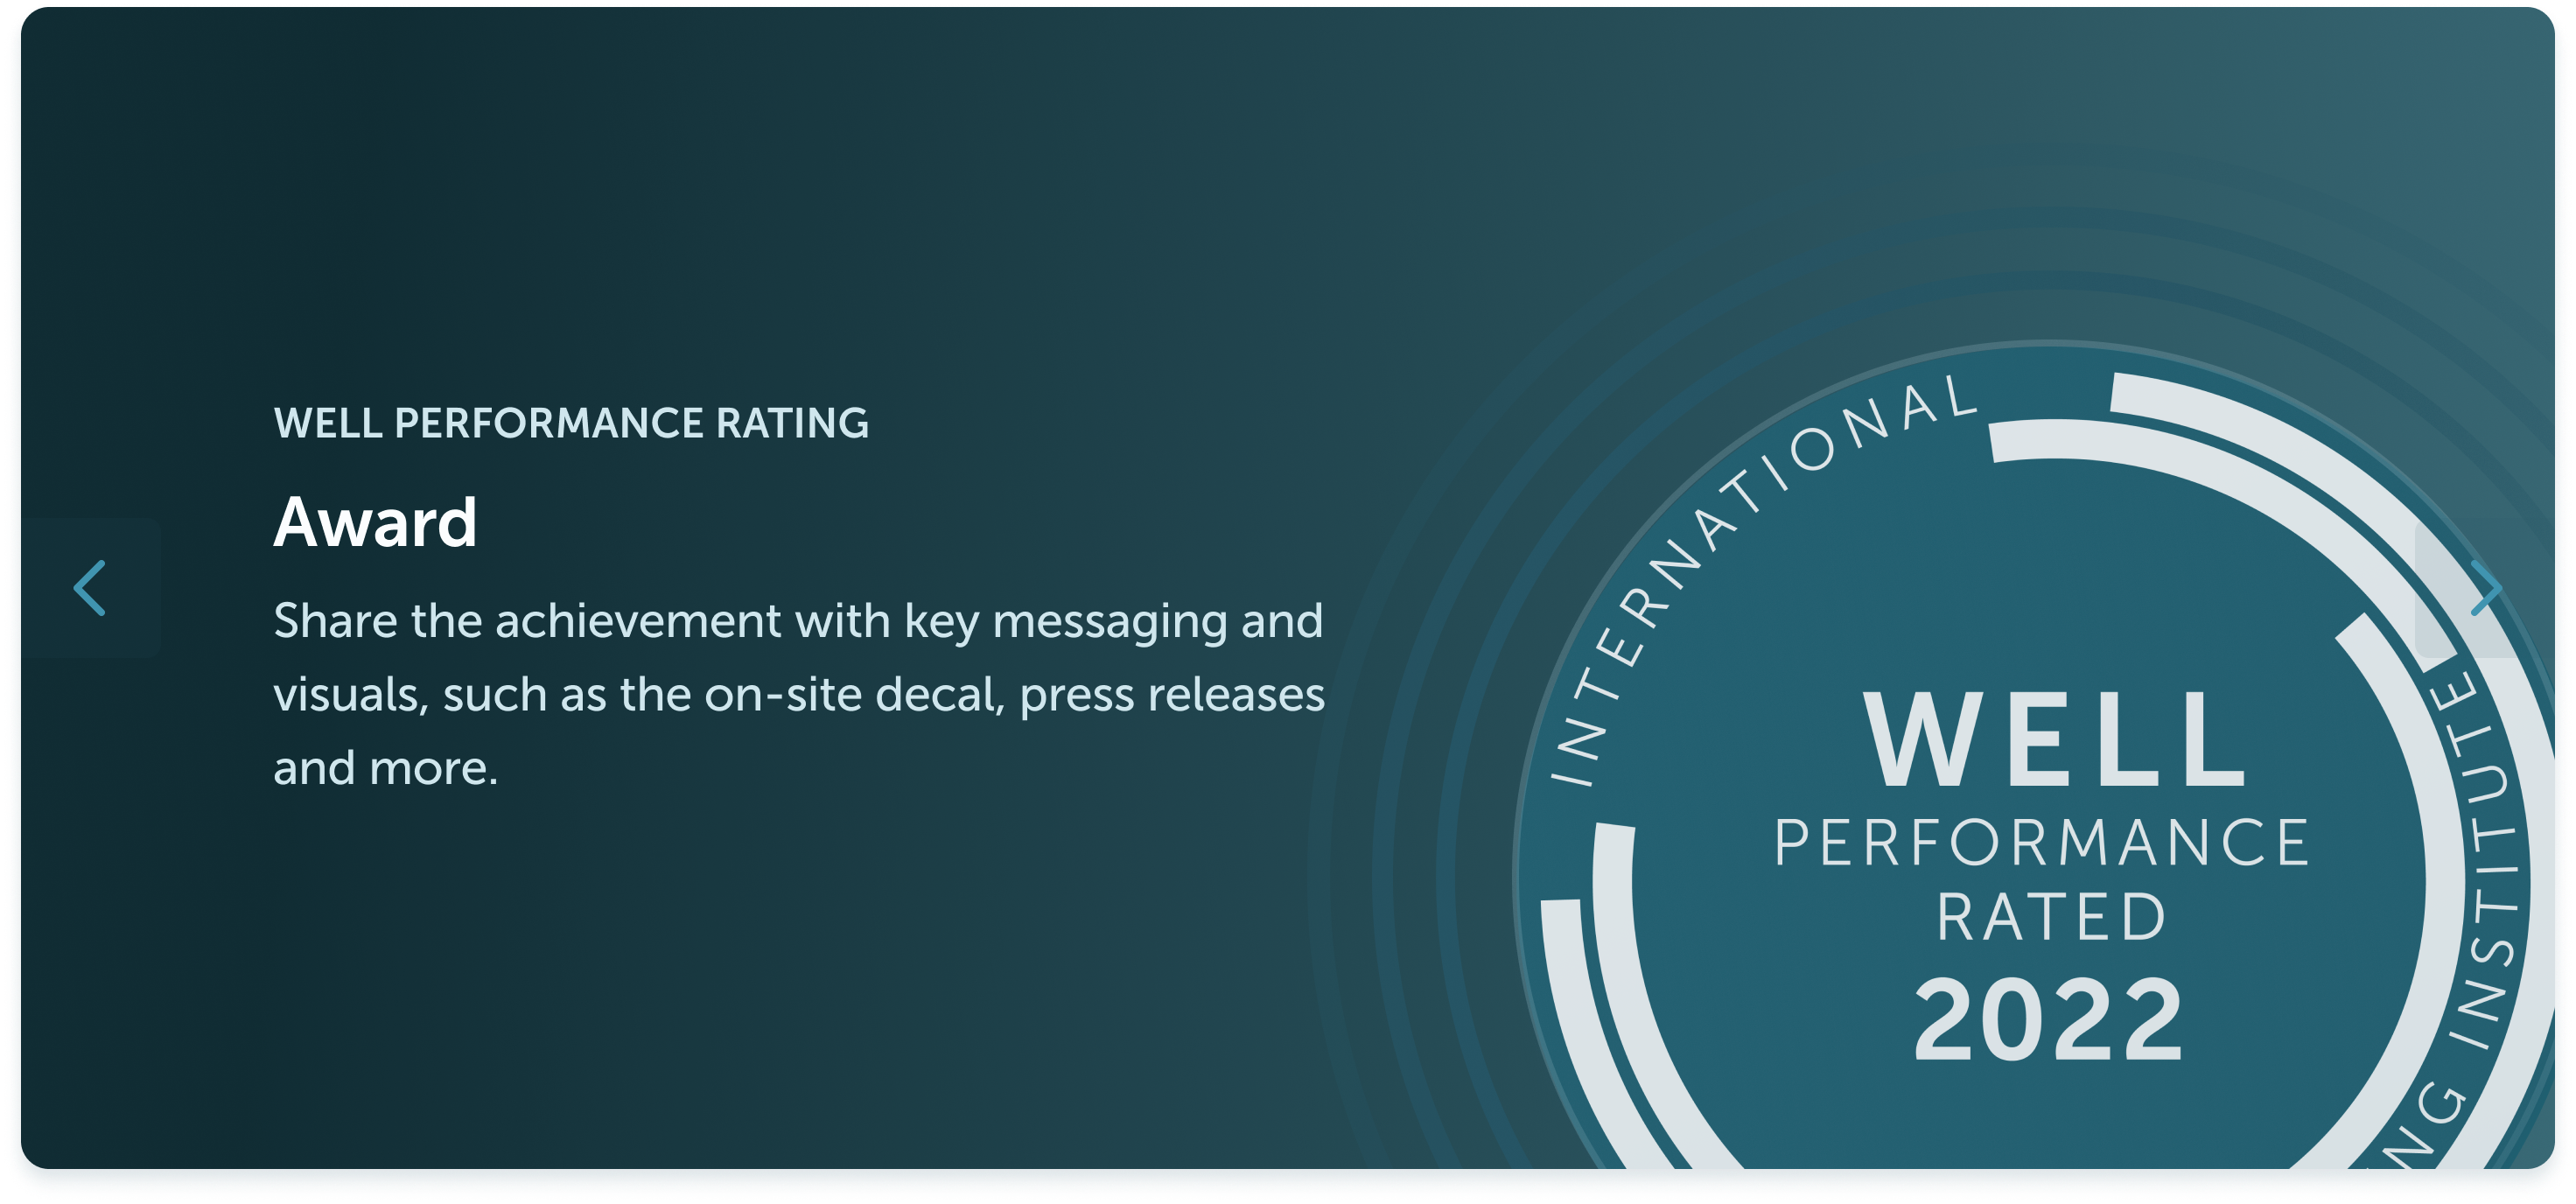 WELL PERFORMANCE RATING
Award
Share the achievement with key messaging and
visuals, such as the on-site decal, press releases
and more.
INTERNATIONAL
WELL
PERFORMANCE
RATED
2022
NG INSTITUTE